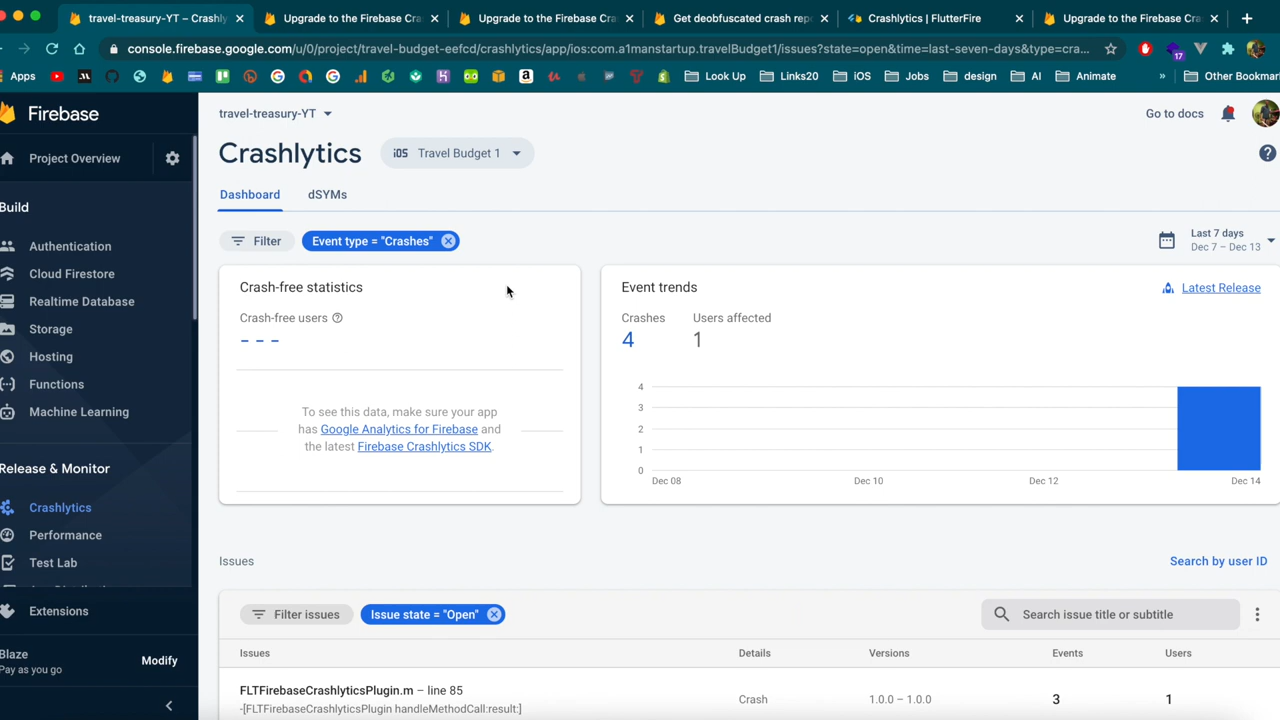 travel-treasury-YT – Crashly
Upgrade to the Firebase Cra
Upgrade to the Firebase Cra
Get deobfuscated crash rep
Crashlytics | FlutterFire
Upgrade to the Firebase Cra
console.firebase.google.com/u/0/project/travel-budget-eefcd/crashlytics/app/ios:com.a1manstartup.travelBudget1/issues?state=open&time=last-seven-days&type=cra...
17
Apps
Look Up
Links20
iOS
Jobs
design
AI
Animate
»
Other Bookmar
Firebase
travel-treasury-YT
Go to docs
Project Overview
Crashlytics
iOS Travel Budget 1
Dashboard
dSYMs
Build
Authentication
Cloud Firestore
Realtime Database
Storage
Hosting
Functions
Machine Learning
Release & Monitor
Crashlytics
Performance
Test Lab
Extensions
Blaze
Pay as you go
Modify
Filter
Event type = "Crashes"
Last 7 days
Dec 7 – Dec 13
Crash-free statistics
Crash-free users
- - -
To see this data, make sure your app
has Google Analytics for Firebase and
the latest Firebase Crashlytics SDK.
Event trends
Latest Release
Crashes
4
Users affected
1
4
3
2
1
0
Dec 08
Dec 10
Dec 12
Dec 14
Issues
Search by user ID
Filter issues
Issue state = "Open"
Search issue title or subtitle
Issues
Details
Versions
Events
Users
FLTFirebaseCrashlyticsPlugin.m – line 85
-[FLTFirebaseCrashlyticsPlugin handleMethodCall:result:]
Crash
1.0.0 – 1.0.0
3
1